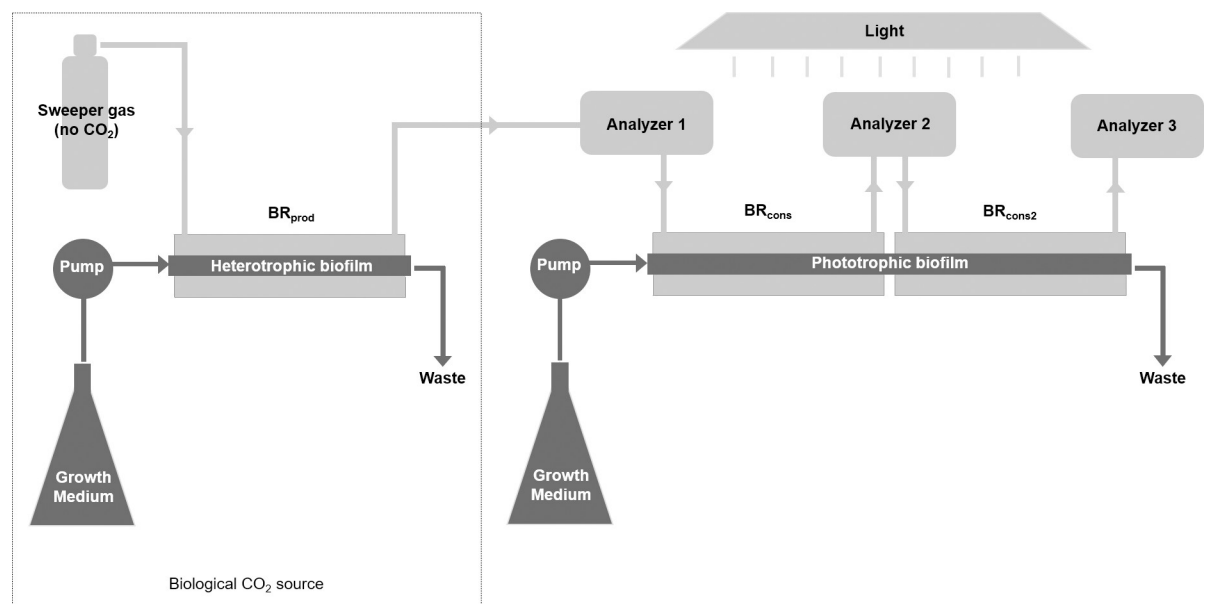 Light
Sweeper gas
(no CO₂)
Analyzer 1
Analyzer 2
Analyzer 3
BRprod
BRcons
BRcons2
Pump
Heterotrophic biofilm
Pump
Phototrophic biofilm
Waste
Waste
Growth
Medium
Growth
Medium
Biological CO₂ source